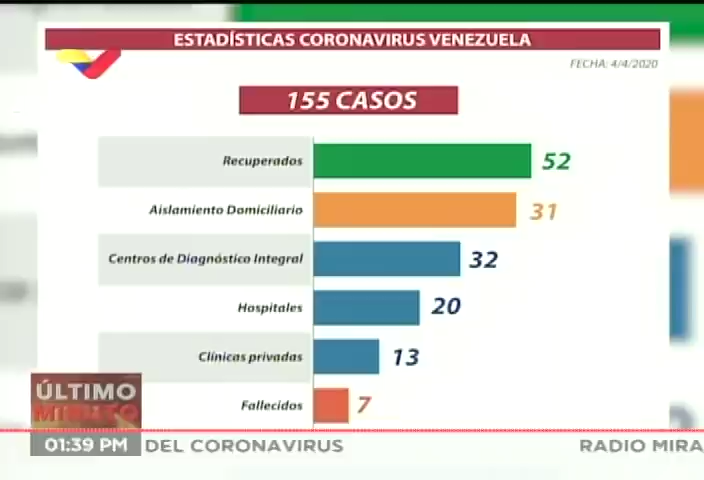 ESTADÍSTICAS CORONAVIRUS VENEZUELA
FECHA: 4/4/2020
155 CASOS
Recuperados 52
Aislamiento Domiciliario 31
Centros de Diagnóstico Integral 32
Hospitales 20
Clínicas privadas 13
Fallecidos 7
ÚLTIMO
MINUTO
01:39 PM DEL CORONAVIRUS RADIO MIRA